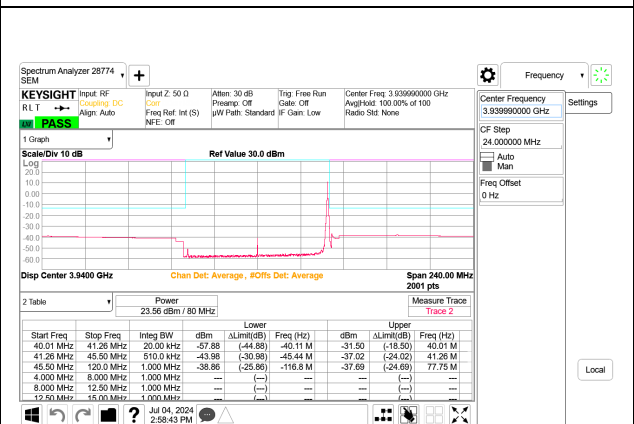 Spectrum Analyzer 28774
SEM
Frequency
KEYSIGHT
RLT
Input: RF
Coupling: DC
Align: Auto
Input Z: 50 Ω
Corr
Freq Ref: Int (S)
NFE: Off
Atten: 30 dB
Preamp: Off
µW Path: Standard
Trig: Free Run
Gate: Off
IF Gain: Low
Center Freq: 3.939990000 GHz
Avg|Hold: 100.00% of 100
Radio Std: None
PASS
Center Frequency
3.939990000 GHz
Settings
CF Step
24.000000 MHz
Auto
Man
Freq Offset
0 Hz
1 Graph
Scale/Div 10 dB
Ref Value 30.0 dBm
Log
20.0
10.0
0.00
-10.0
-20.0
-30.0
-40.0
-50.0
-60.0
Disp Center 3.9400 GHz
Chan Det: Average , #Offs Det: Average
Span 240.00 MHz
2001 pts
2 Table
Power
23.56 dBm / 80 MHz
Measure Trace
Trace 2
Lower Upper
Start Freq Stop Freq Integ BW dBm ΔLimit(dB) Freq (Hz) dBm ΔLimit(dB) Freq (Hz)
40.01 MHz 41.26 MHz 20.00 kHz -57.88 (-44.88) -40.11 M -31.50 (-18.50) 40.01 M
41.26 MHz 45.50 MHz 510.0 kHz -43.98 (-30.98) -45.44 M -37.02 (-24.02) 41.26 M
45.50 MHz 120.0 MHz 1.000 MHz -38.86 (-25.86) -116.8 M -37.69 (-24.69) 77.75 M
4.000 MHz 8.000 MHz 1.000 MHz --- (---) --- --- (---) ---
8.000 MHz 12.50 MHz 1.000 MHz --- (---) --- --- (---) ---
12.50 MHz 15.00 MHz 1.000 MHz --- (---) --- --- (---) ---
Local
Jul 04, 2024
2:58:43 PM